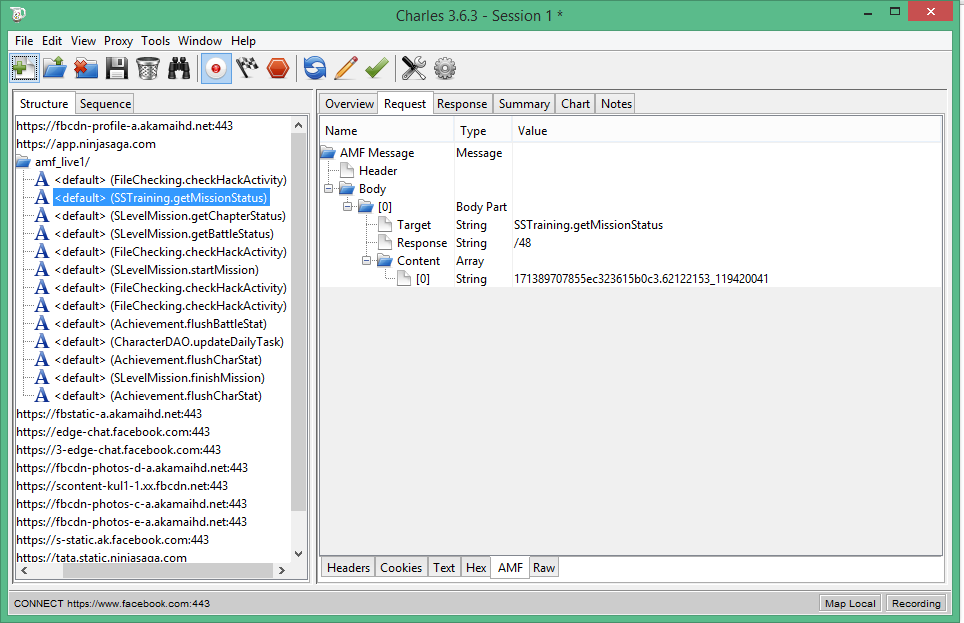 Charles 3.6.3 - Session 1 *
File Edit View Proxy Tools Window Help
Structure Sequence
https://fbcdn-profile-a.akamaihd.net:443
https://app.ninjasaga.com
amf_live1/
<default> (FileChecking.checkHackActivity)
<default> (SSTraining.getMissionStatus)
<default> (SLevelMission.getChapterStatus)
<default> (SLevelMission.getBattleStatus)
<default> (FileChecking.checkHackActivity)
<default> (SLevelMission.startMission)
<default> (FileChecking.checkHackActivity)
<default> (FileChecking.checkHackActivity)
<default> (Achievement.flushBattleStat)
<default> (CharacterDAO.updateDailyTask)
<default> (Achievement.flushCharStat)
<default> (SLevelMission.finishMission)
<default> (Achievement.flushCharStat)
https://fbstatic-a.akamaihd.net:443
https://edge-chat.facebook.com:443
https://3-edge-chat.facebook.com:443
https://fbcdn-photos-d-a.akamaihd.net:443
https://scontent-kul1-1.xx.fbcdn.net:443
https://fbcdn-photos-c-a.akamaihd.net:443
https://fbcdn-photos-e-a.akamaihd.net:443
https://s-static.ak.facebook.com:443
https://tata.static.ninjasaga.com
Overview Request Response Summary Chart Notes
Name Type Value
AMF Message Message
Header
Body
[0] Body Part
Target String SSTraining.getMissionStatus
Response String /48
Content Array
[0] String 171389707855ec323615b0c3.62122153_119420041
Headers Cookies Text Hex AMF Raw
CONNECT https://www.facebook.com:443
Map Local Recording